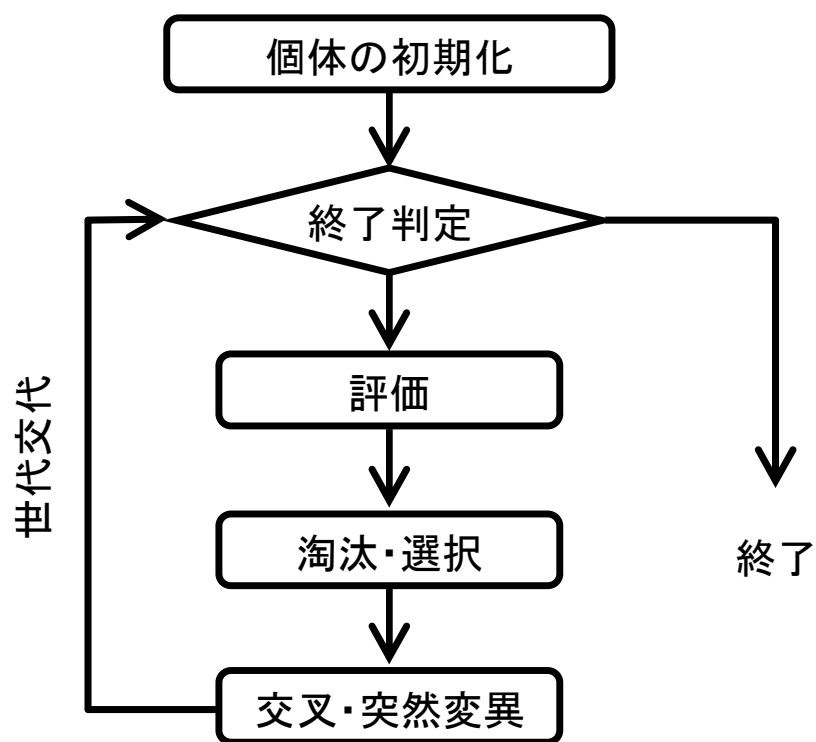 個体の初期化
終了判定
評価
淘汰・選択
交叉・突然変異
世代交代
終了